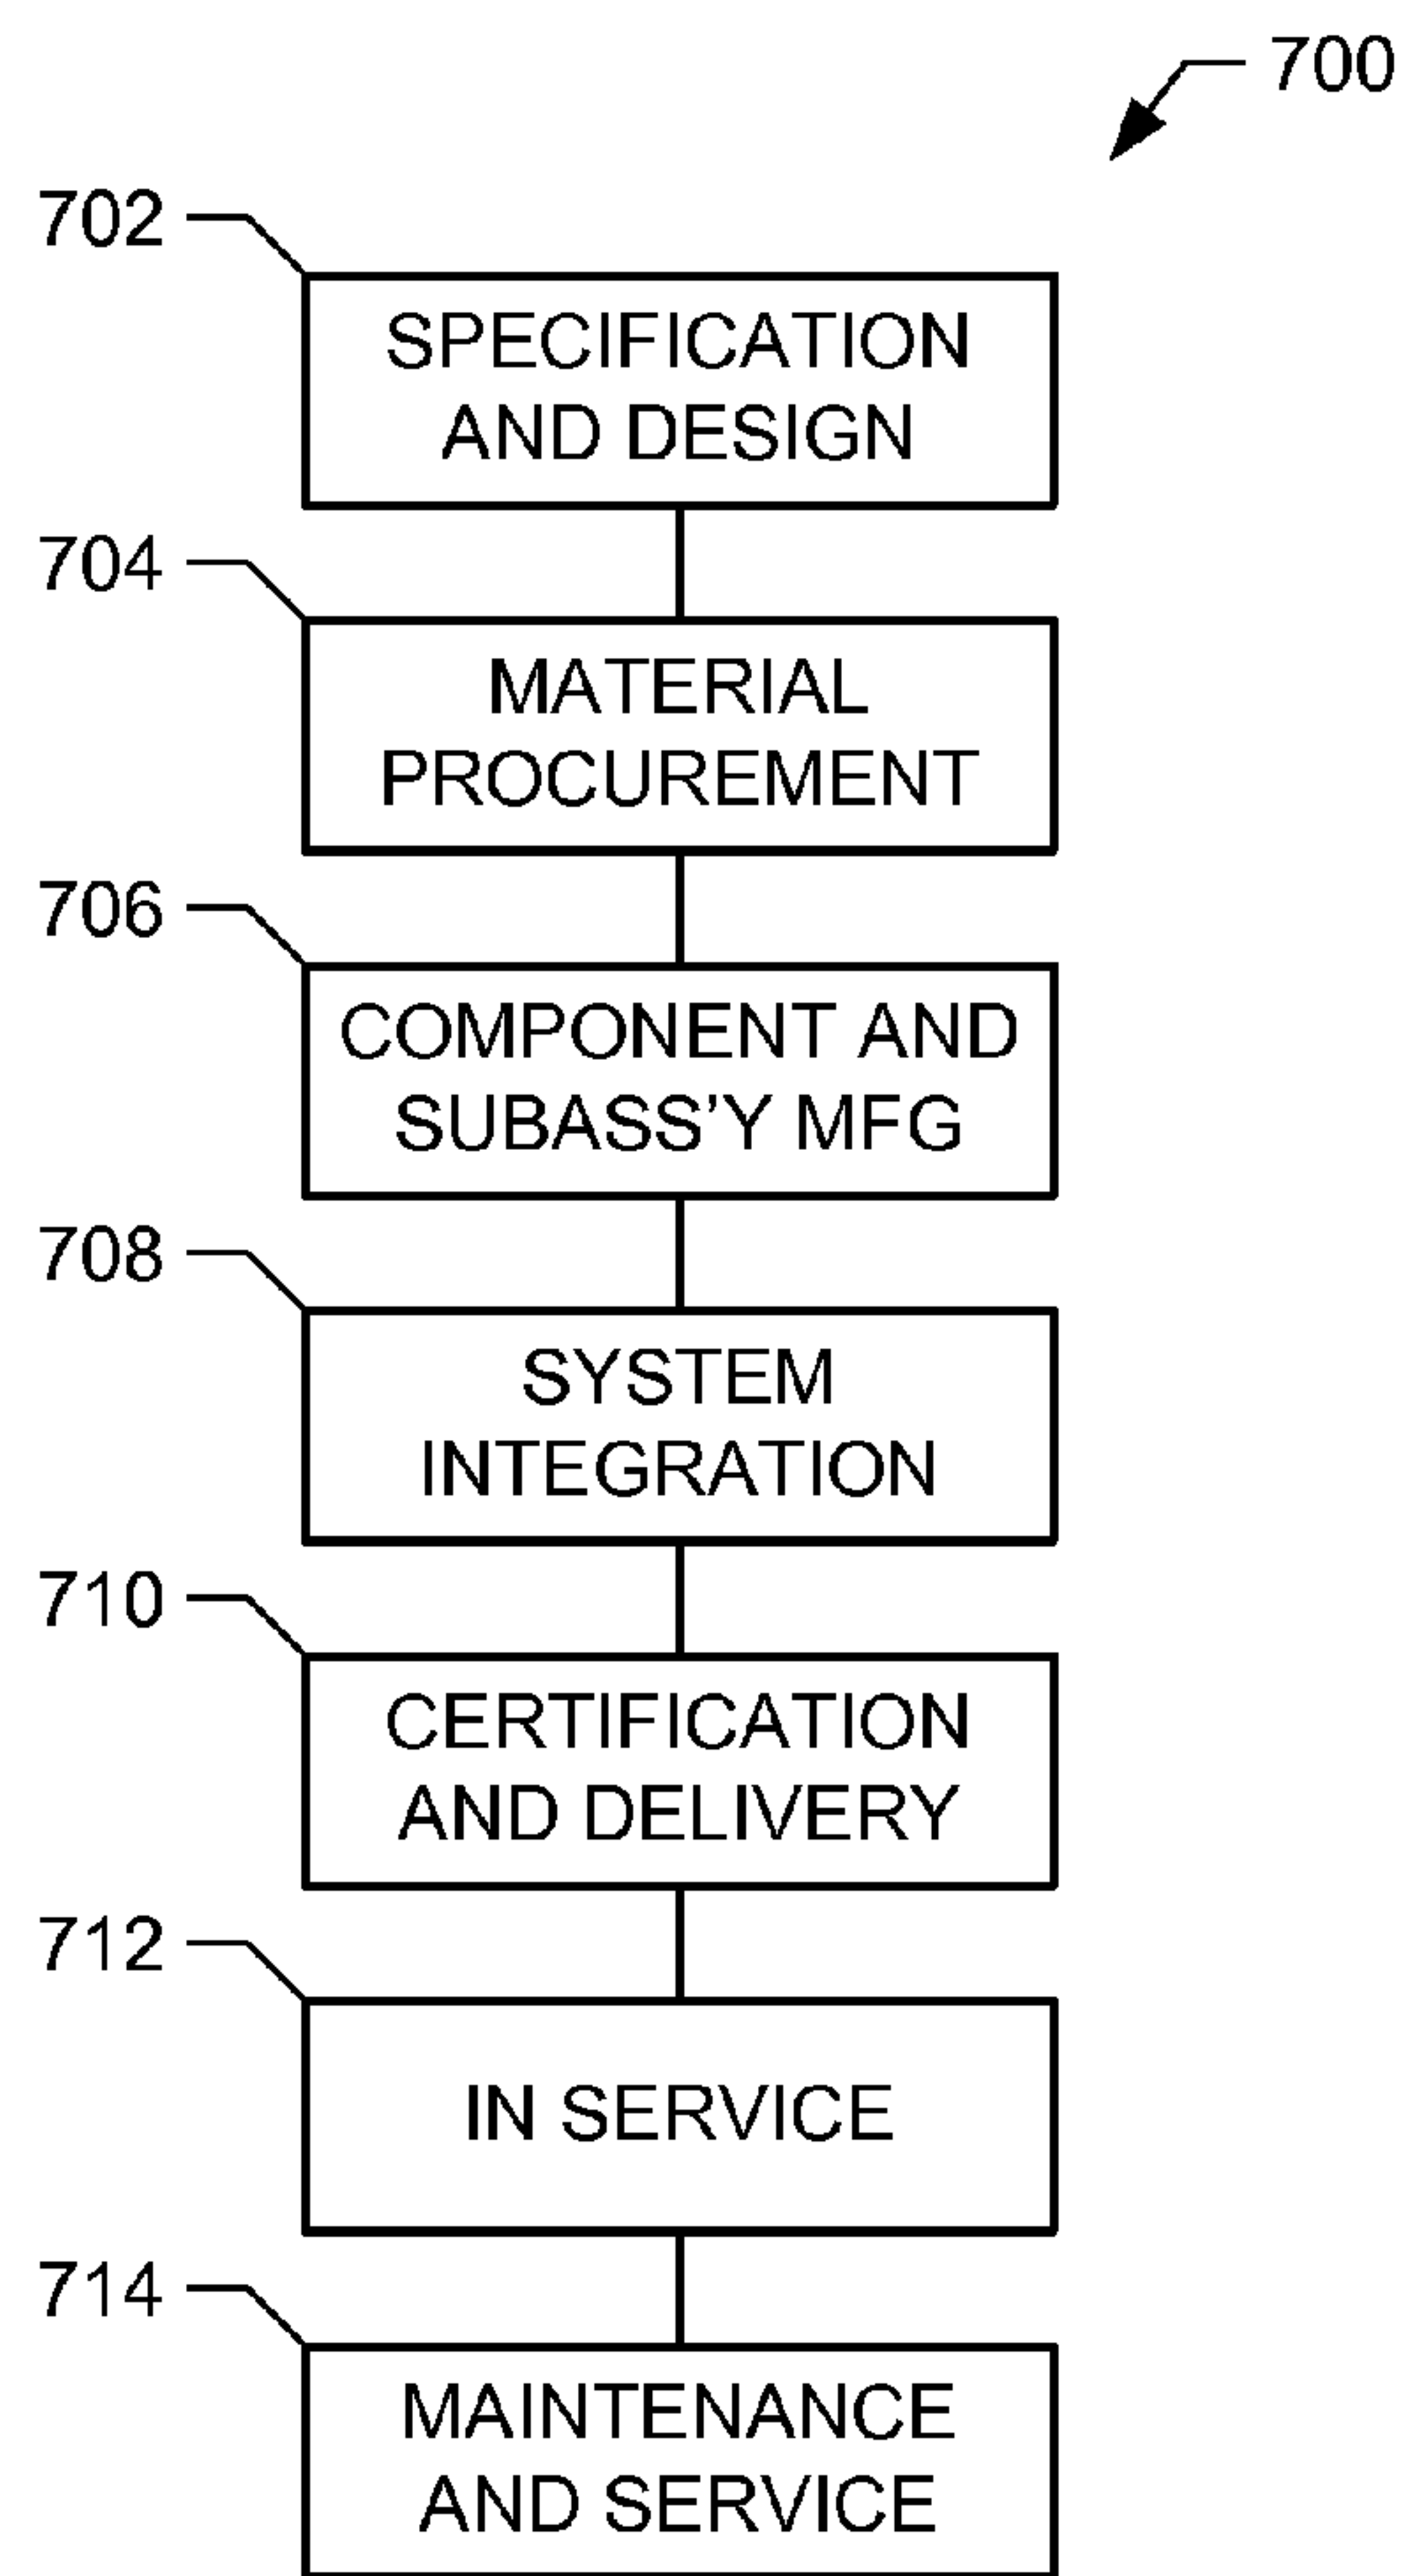 700
702
SPECIFICATION
AND DESIGN
704
MATERIAL
PROCUREMENT
706
COMPONENT AND
SUBASS’Y MFG
708
SYSTEM
INTEGRATION
710
CERTIFICATION
AND DELIVERY
712
IN SERVICE
714
MAINTENANCE
AND SERVICE